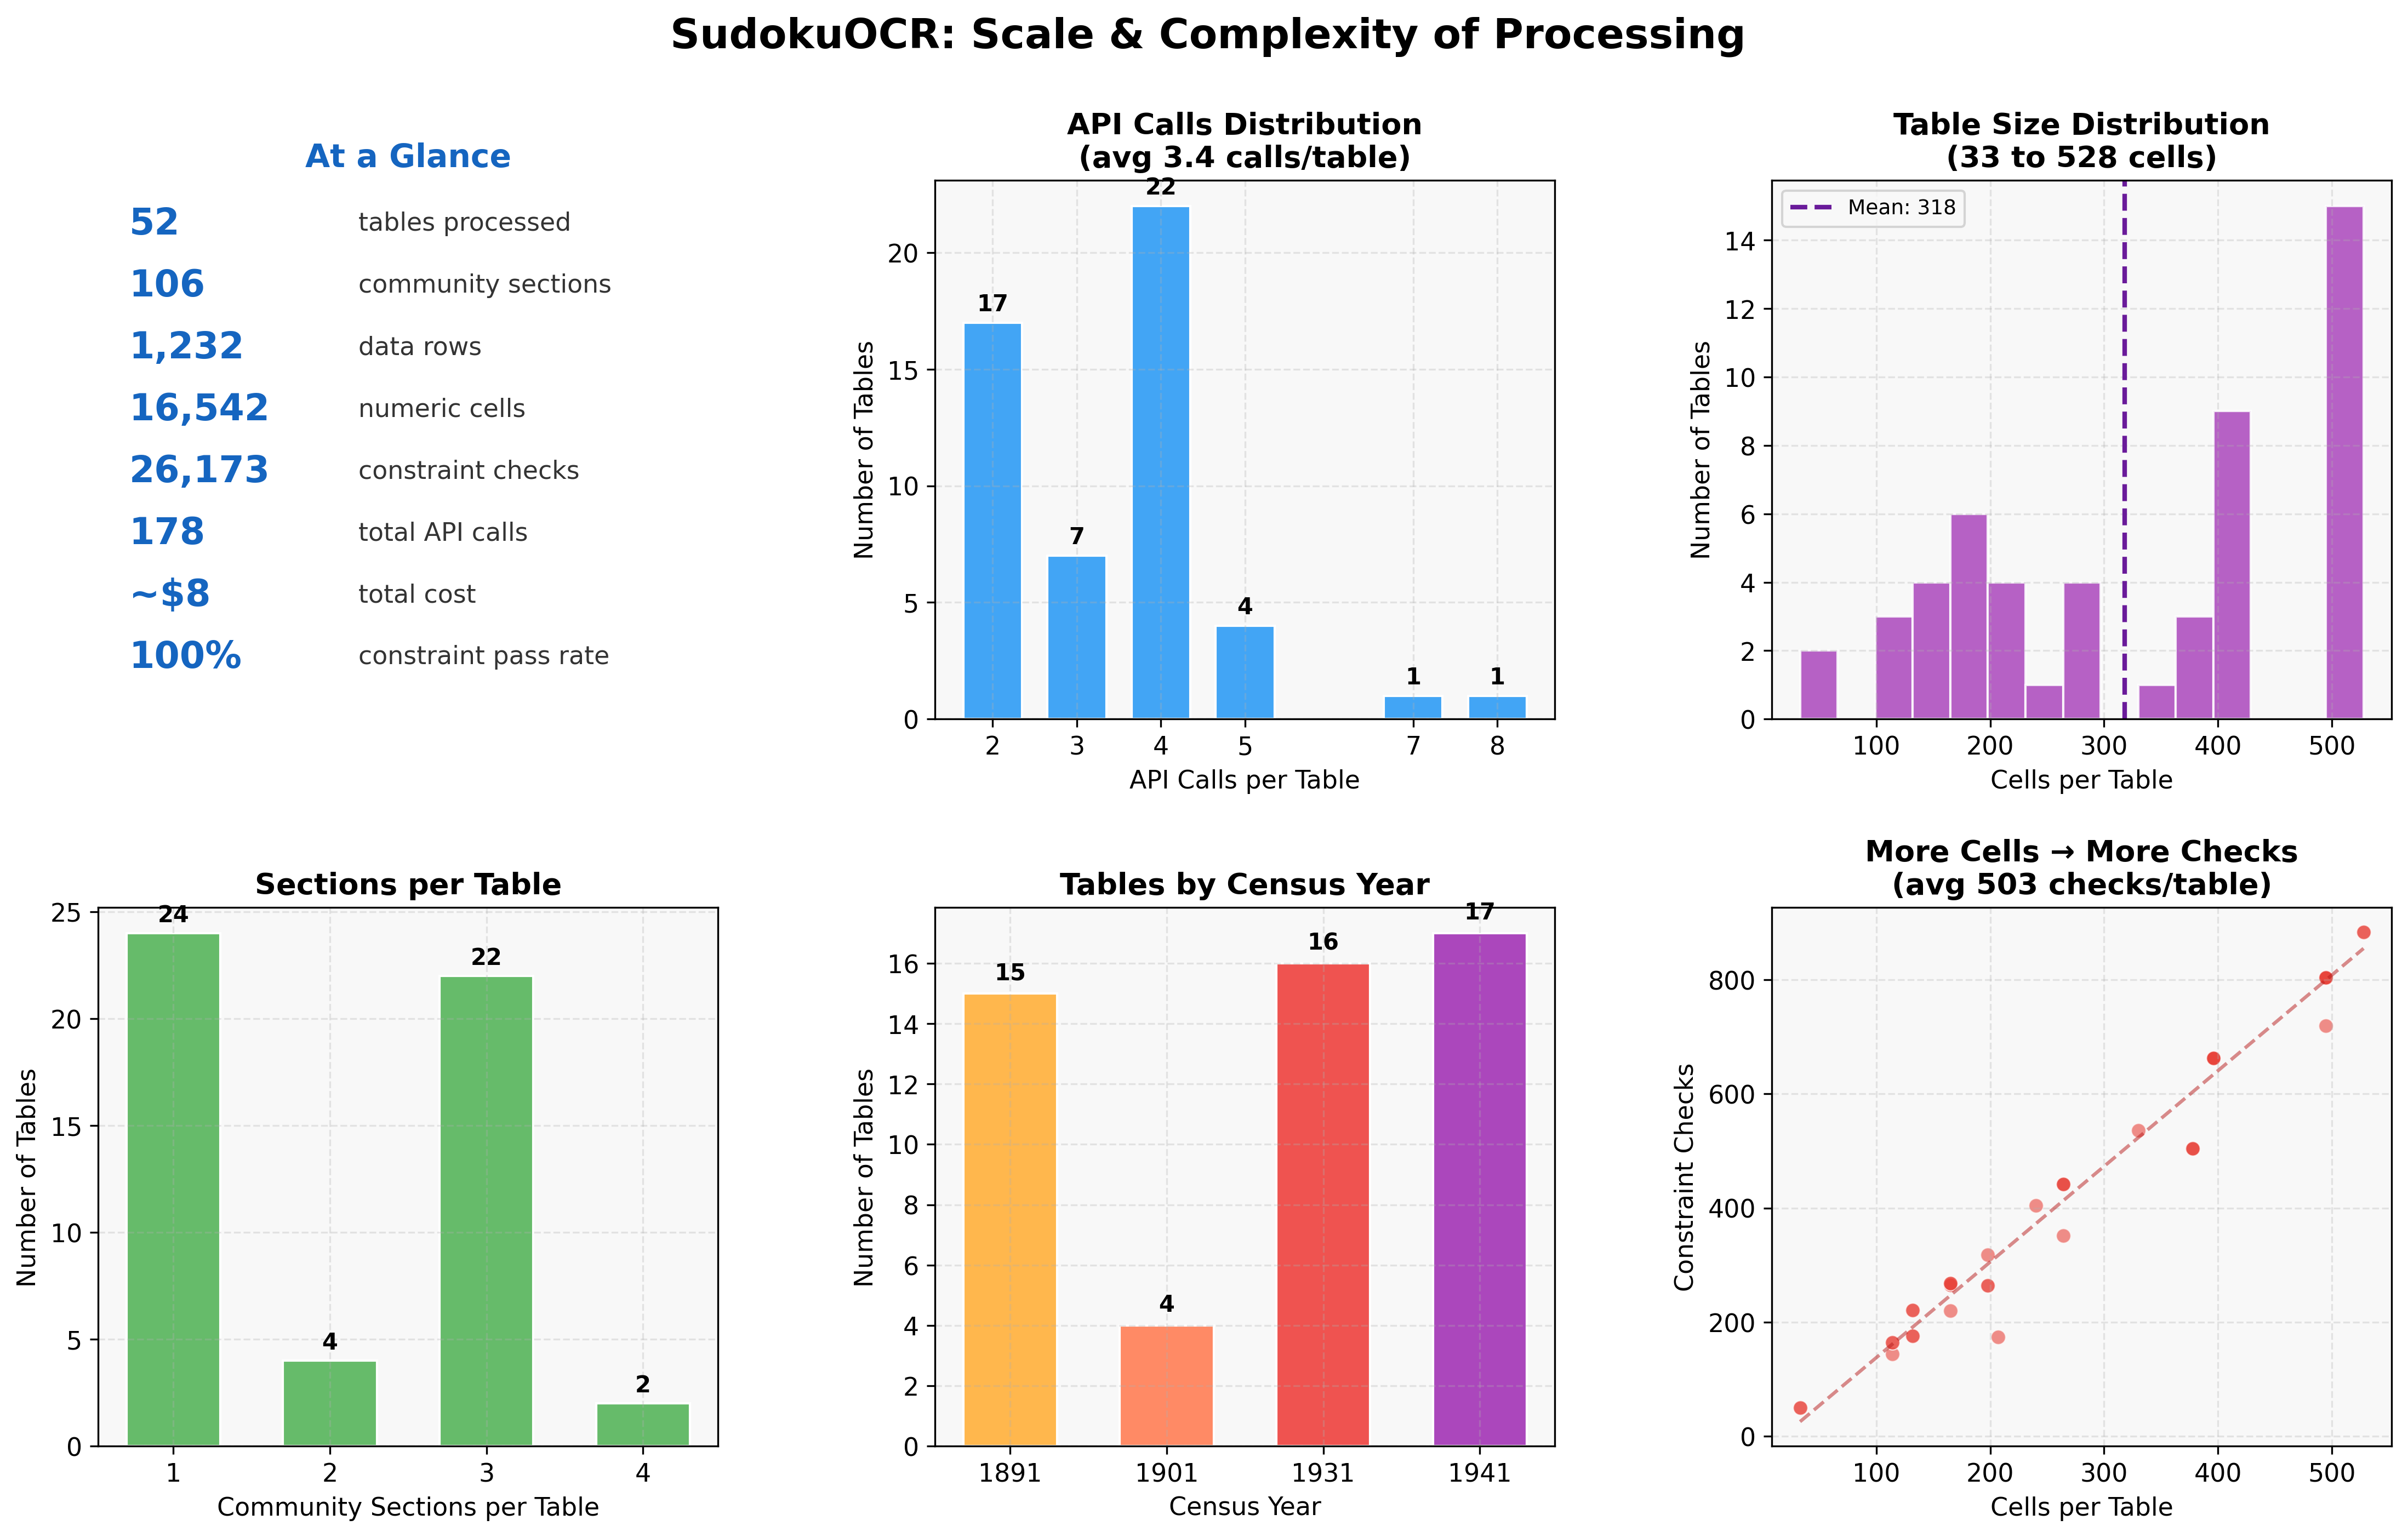 SudokuOCR: Scale & Complexity of Processing
At a Glance
52 tables processed
106 community sections
1,232 data rows
16,542 numeric cells
26,173 constraint checks
178 total API calls
~$8 total cost
100% constraint pass rate
API Calls Distribution
(avg 3.4 calls/table)
Number of Tables
20
15
10
5
0
17
7
22
4
1
1
2 3 4 5 7 8
API Calls per Table
Table Size Distribution
(33 to 528 cells)
Mean: 318
Number of Tables
14
12
10
8
6
4
2
0
100 200 300 400 500
Cells per Table
Sections per Table
Number of Tables
25
20
15
10
5
0
24
4
22
2
1 2 3 4
Community Sections per Table
Tables by Census Year
Number of Tables
16
14
12
10
8
6
4
2
0
15
4
16
17
1891 1901 1931 1941
Census Year
More Cells → More Checks
(avg 503 checks/table)
Constraint Checks
800
600
400
200
0
100 200 300 400 500
Cells per Table